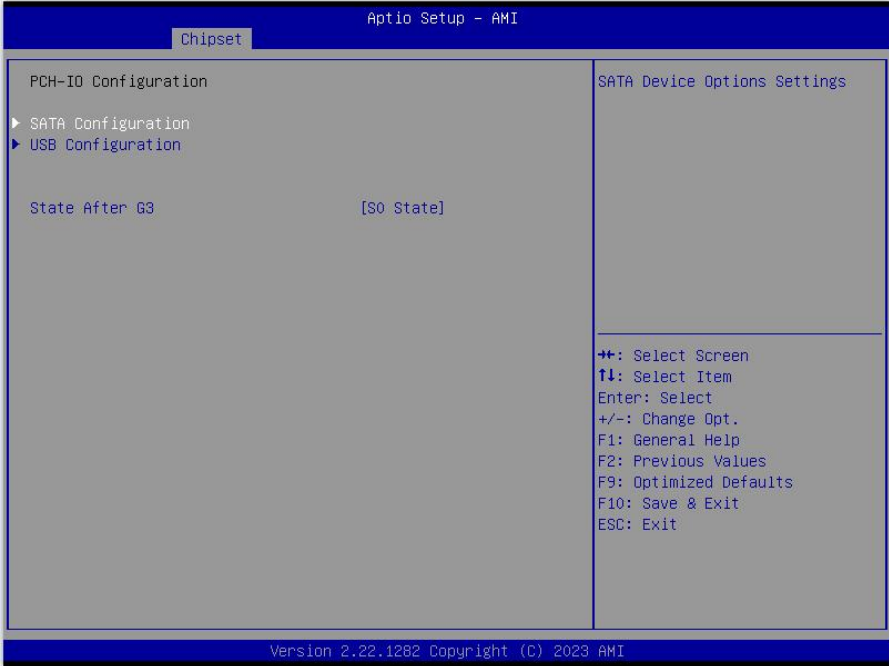 Aptio Setup – AMI
Chipset
PCH-IO Configuration
SATA Configuration
USB Configuration
State After G3 [S0 State]
SATA Device Options Settings
→←: Select Screen
↑↓: Select Item
Enter: Select
+/-: Change Opt.
F1: General Help
F2: Previous Values
F9: Optimized Defaults
F10: Save & Exit
ESC: Exit
Version 2.22.1282 Copyright (C) 2023 AMI